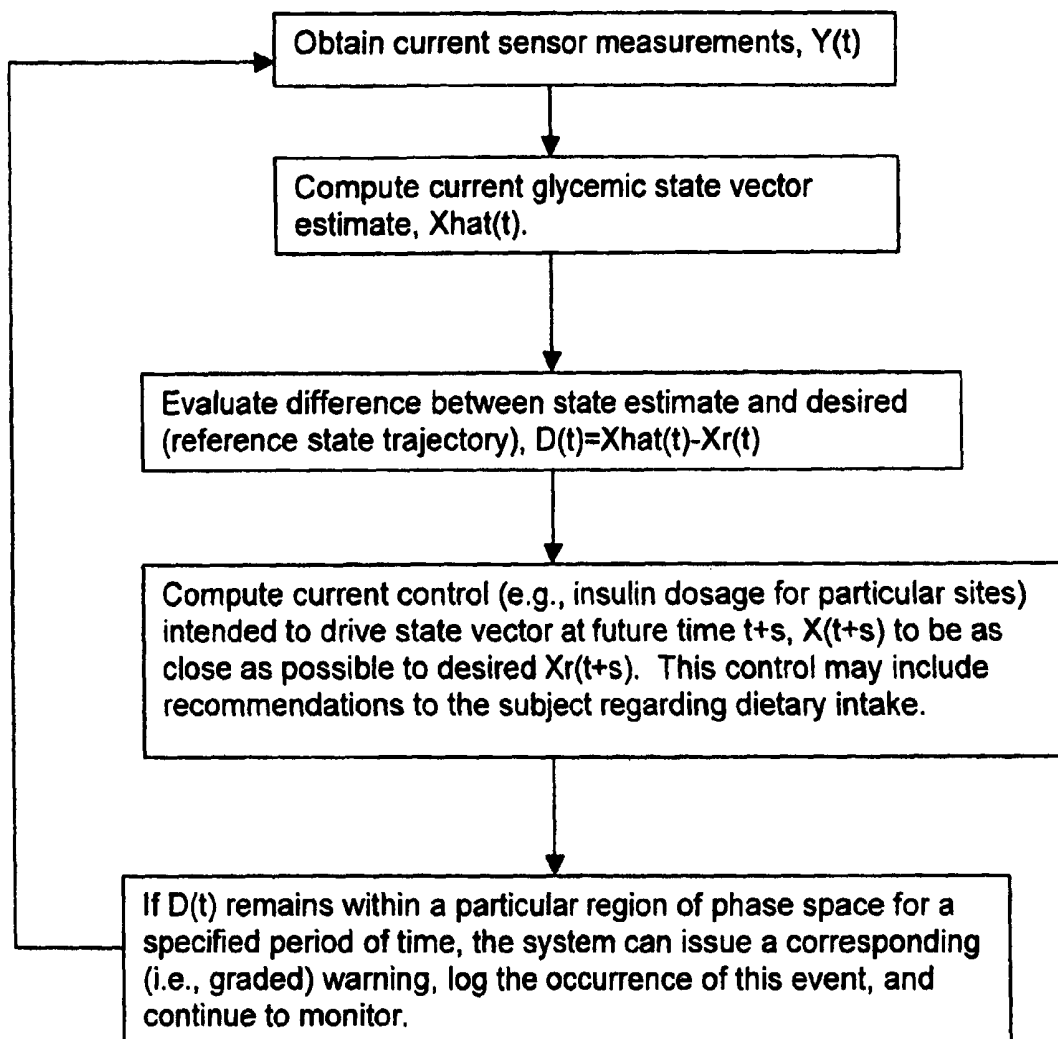 Obtain current sensor measurements, Y(t)
Compute current glycemic state vector
estimate, Xhat(t).
Evaluate difference between state estimate and desired
(reference state trajectory), D(t)=Xhat(t)-Xr(t)
Compute current control (e.g., insulin dosage for particular sites)
intended to drive state vector at future time t+s, X(t+s) to be as
close as possible to desired Xr(t+s).  This control may include
recommendations to the subject regarding dietary intake.
If D(t) remains within a particular region of phase space for a
specified period of time, the system can issue a corresponding
(i.e., graded) warning, log the occurrence of this event, and
continue to monitor.